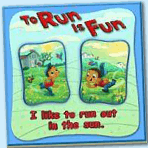 To Run is Fun
I like to run out
in the sun.